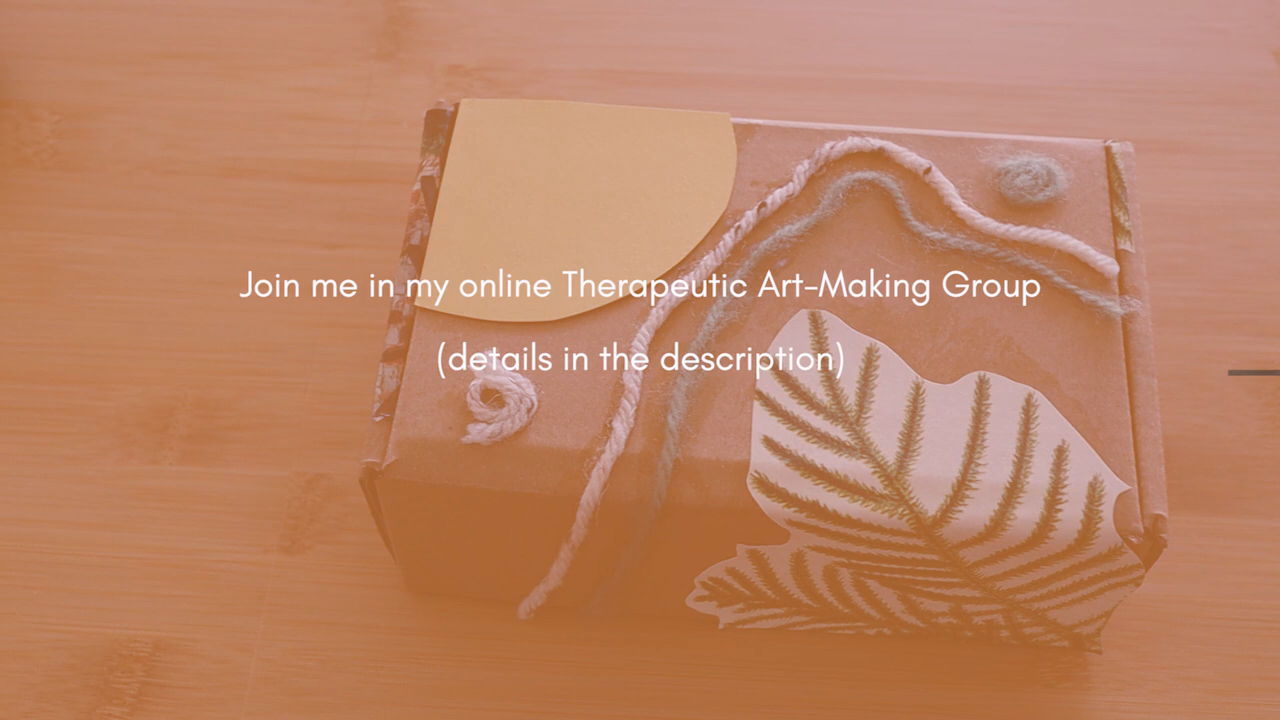 Join me in my online Therapeutic Art-Making Group
(details in the description)